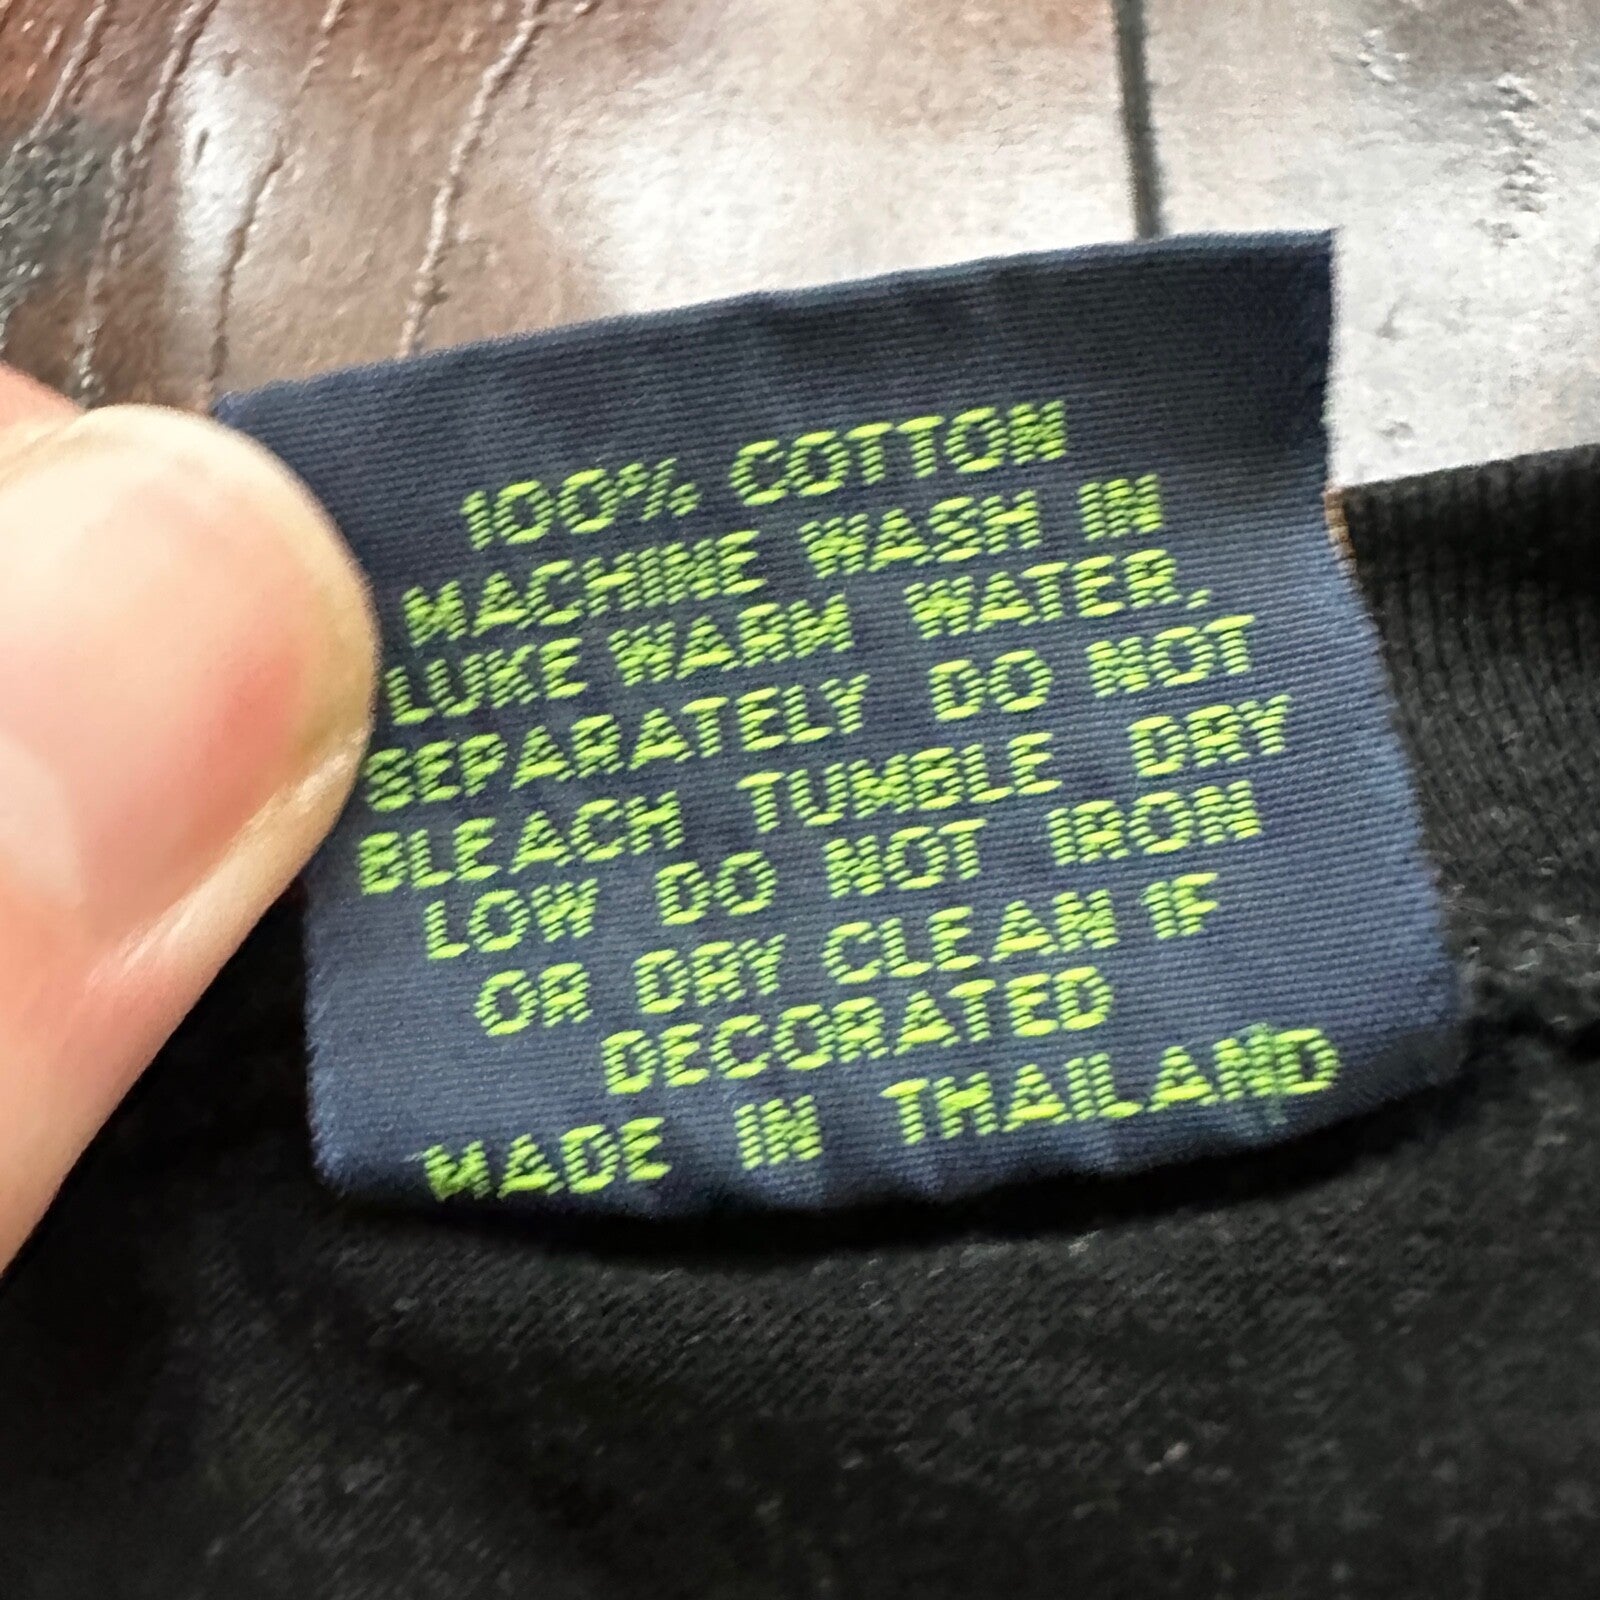 100% COTTON
MACHINE WASH IN
LUKE WARM WATER,
SEPARATELY DO NOT
BLEACH TUMBLE DRY
LOW DO NOT IRON
OR DRY CLEAN IF
DECORATED
MADE IN THAILAND